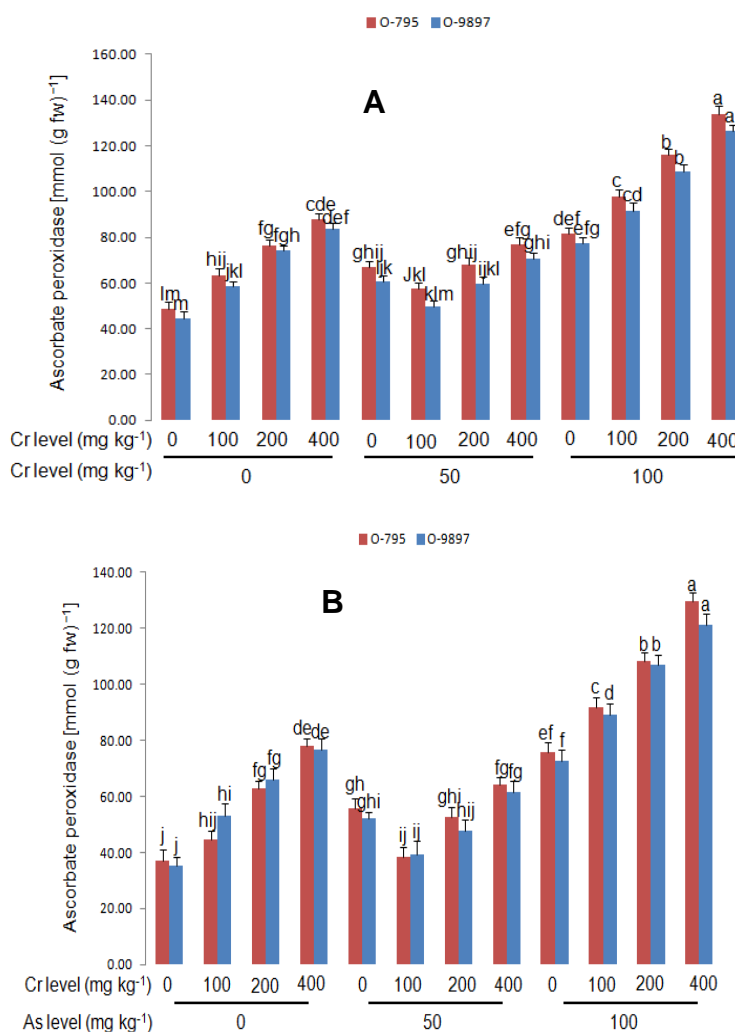 O-795 O-9897
A
Ascorbate peroxidase [mmol (g fw)⁻¹]
160.00
140.00
120.00
100.00
80.00
60.00
40.00
20.00
0.00
lm m hij jkl fg fgh cde def ghij ijk Jkl klm ghij ijkl efg ghi def efg c cd b b a a
Cr level (mg kg⁻¹) 0 100 200 400 0 100 200 400 0 100 200 400
Cr level (mg kg⁻¹) 0 50 100
O-795 O-9897
B
Ascorbate peroxidase [mmol (g fw)⁻¹]
140.00
120.00
100.00
80.00
60.00
40.00
20.00
0.00
j j hij hi fg fg de de gh ghi ij ij ghi hij fg fg ef f c d b b a a
Cr level (mg kg⁻¹) 0 100 200 400 0 100 200 400 0 100 200 400
As level (mg kg⁻¹) 0 50 100